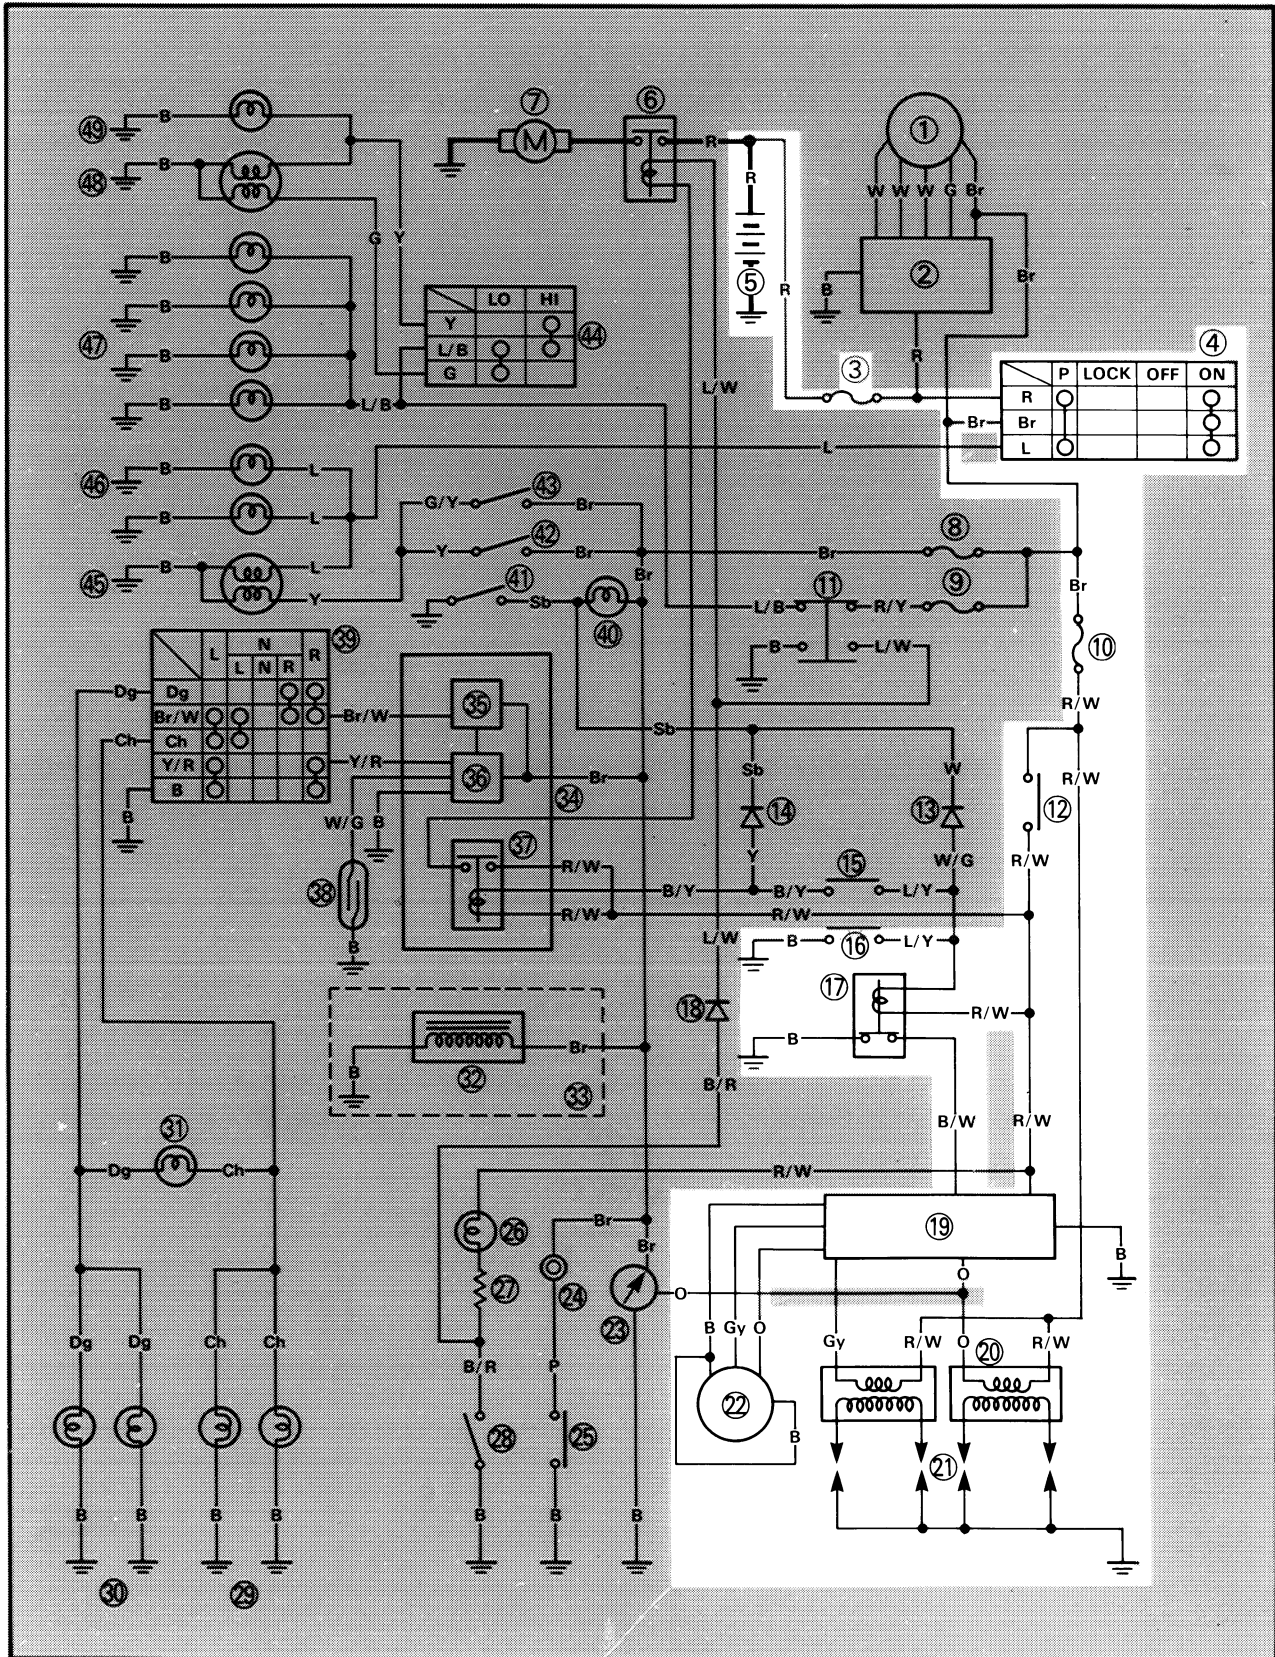 ⑦ ⑥ ①
㊾ B
R
㊽ B M
W W W G Br
R
G Y
B ② Br
⑤
LO HI R B
B Y ㊹ ④
㊼ B L/B R
G ③ P LOCK OFF ON
L/W R
B L/B Br Br
L L
㊻ B L
B L G/Y ㊸ Br ⑧
Y ㊷ Br Br
㊺ B L ㊶ Br ⑪ ⑨ Br
Y Sb L/B R/Y
㊵ B L/W ⑩
N ㊴
L L N R R
Dg Dg ㉟ R/W
Br/W Br/W Sb
Ch Ch Sb W R/W
Y/R Y/R ㊱ Br
B ㉞ ⑭ ⑬ ⑫
B W/G B Y W/G R/W
㊲ R/W ⑮
㊳ B/Y B/Y L/Y
R/W R/W
B L/W B ⑯ L/Y
⑰
⑱ R/W
Br B
B ㉜ ㉝ B/R
B/W R/W
㉛
Dg Ch R/W
Br
㉖ ⑲
Br B
㉗ ㉔ O O
㉓ B Gy O
Dg Dg Ch Ch Gy R/W O ⑳ R/W
B/R P
㉒
㉘ ㉕ B
㉑
B B B B B B B
㉚ ㉙